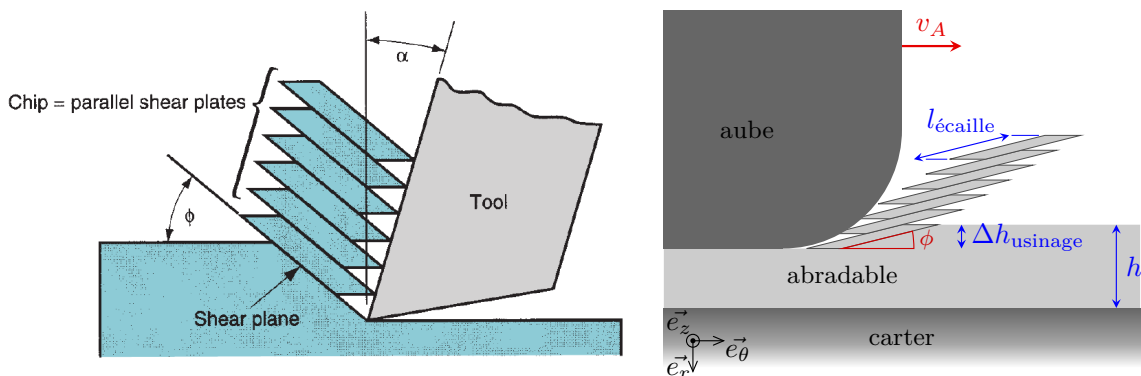 α
Chip = parallel shear plates
Tool
ϕ
Shear plane
v_A
aube
l_écaille
ϕ
Δh_usinage
abradable
h
carter
e_z
e_θ
e_r